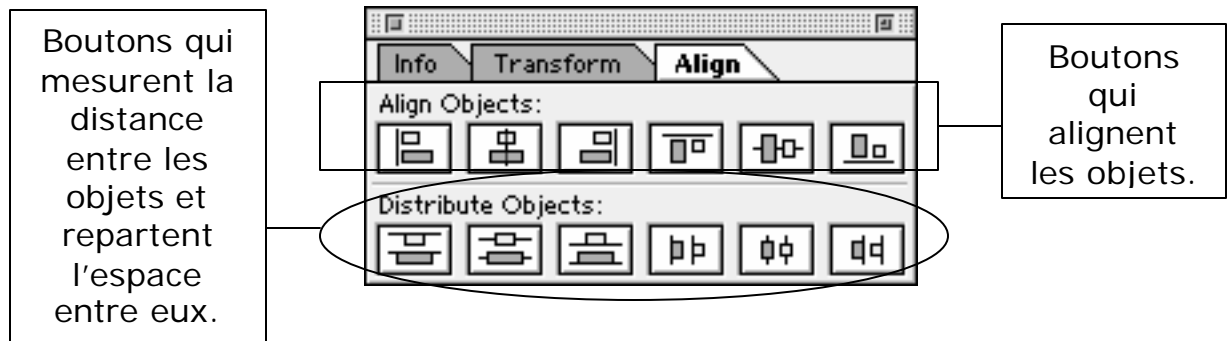 Boutons qui
mesurent la
distance
entre les
objets et
repartent
l'espace
entre eux.
Info
Transform
Align
Align Objects:
Distribute Objects:
Boutons
qui
alignent
les objets.